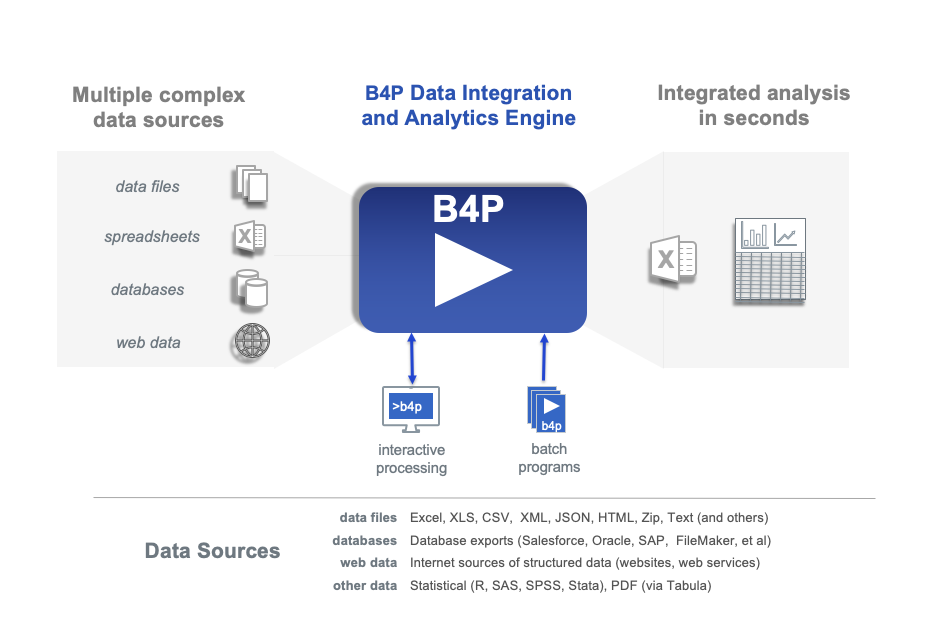 Multiple complex
data sources
B4P Data Integration
and Analytics Engine
Integrated analysis
in seconds
data files
spreadsheets
X
databases
web data
B4P
X
>b4p
b4p
interactive
processing
batch
programs
Data Sources
data files Excel, XLS, CSV, XML, JSON, HTML, Zip, Text (and others)
databases Database exports (Salesforce, Oracle, SAP, FileMaker, et al)
web data Internet sources of structured data (websites, web services)
other data Statistical (R, SAS, SPSS, Stata), PDF (via Tabula)